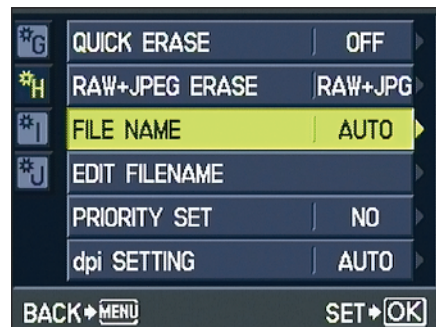 G QUICK ERASE OFF
H RAW+JPEG ERASE RAW+JPG
I FILE NAME AUTO
J EDIT FILENAME
PRIORITY SET NO
dpi SETTING AUTO
BACK MENU SET OK